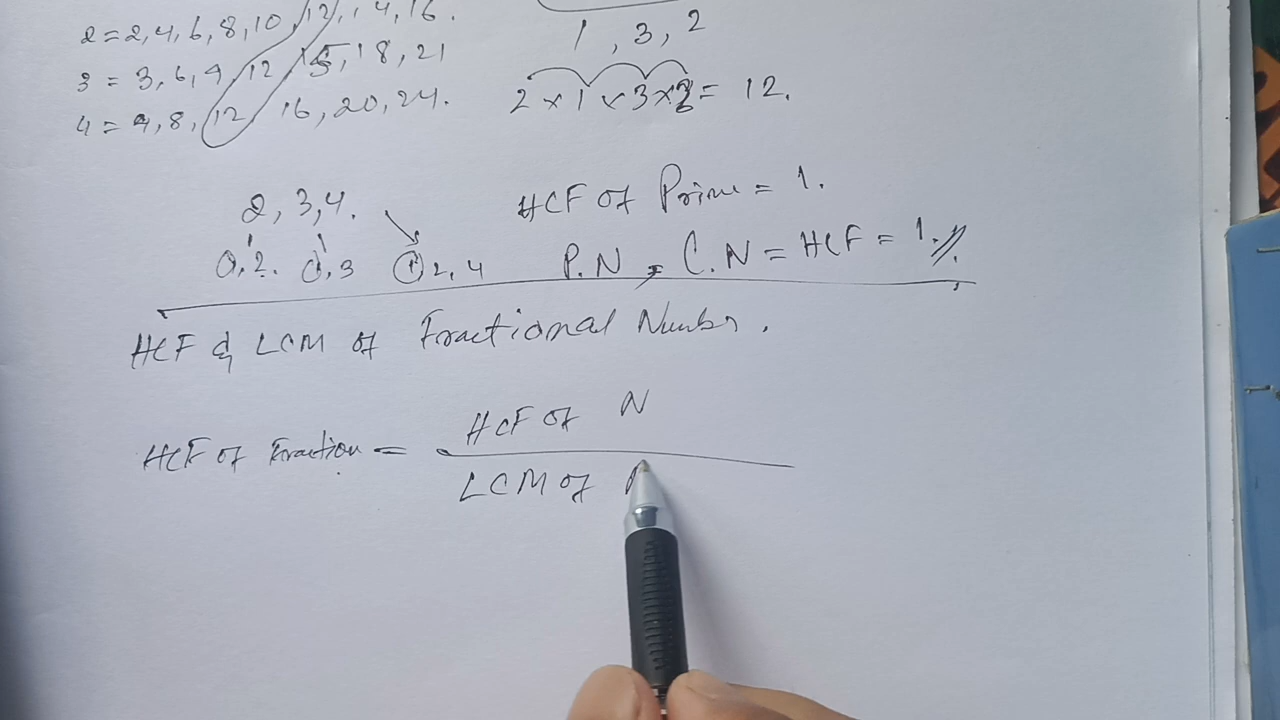 2=2,4,6,8,10,12,14,16.
3 = 3,6,9,12 15,18,21
4 = 4,8,12 16,20,24.
1,3,2
2×1×3×2= 12.
2,3,4.
1,2. 1,3 1 2,4
HCF of Prime = 1.
P.N , C.N = HCF = 1.
HCF & LCM of Fractional Number.
HCF of Fraction = HCF of N
LCM of